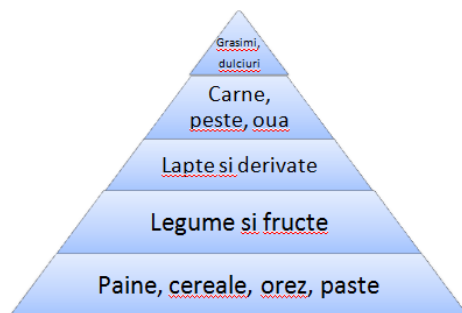 Grasimi,
dulciuri
Carne,
peste, oua
Lapte si derivate
Legume si fructe
Paine, cereale, orez, paste